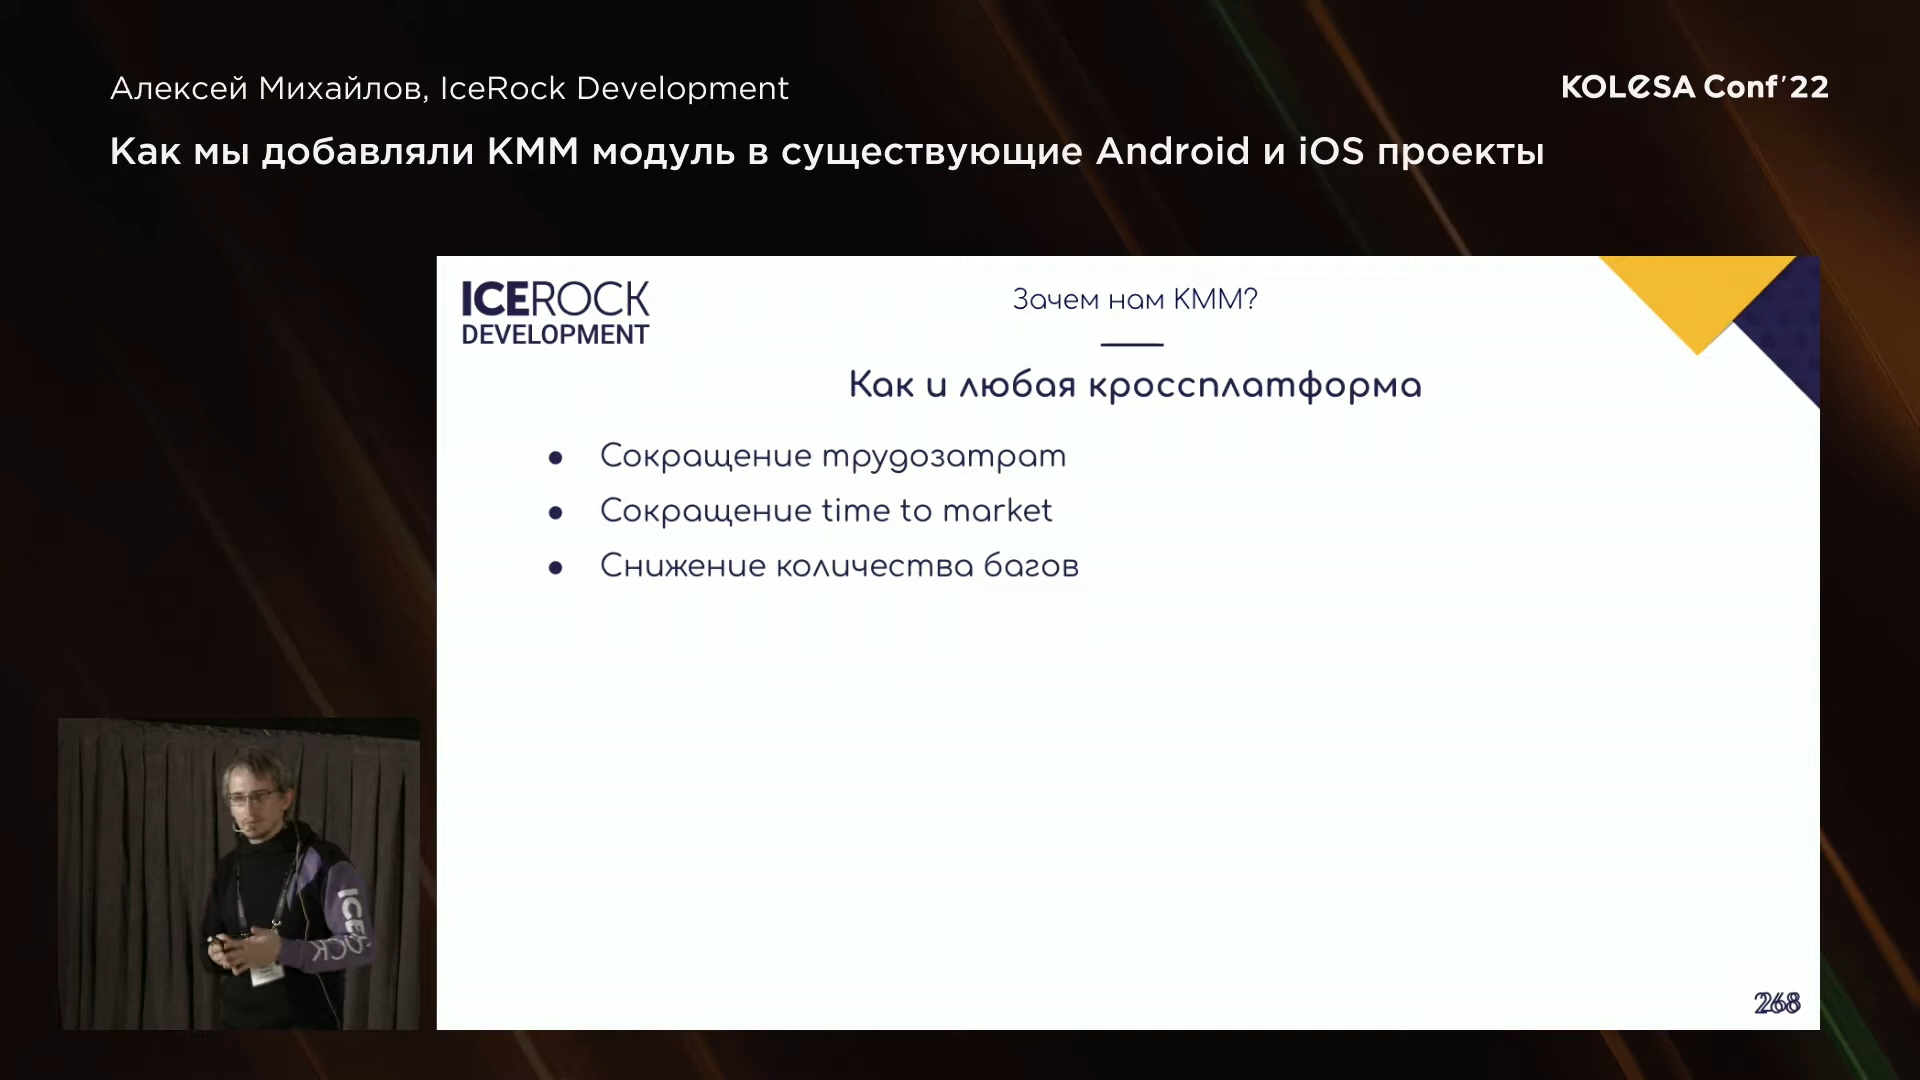 Алексей Михайлов, IceRock Development
KOLESA Conf'22
Как мы добавляли KMM модуль в существующие Android и iOS проекты
ICEROCK
DEVELOPMENT
Зачем нам KMM?
Как и любая кроссплатформа
● Сокращение трудозатрат
● Сокращение time to market
● Снижение количества багов
ICEROCK
268